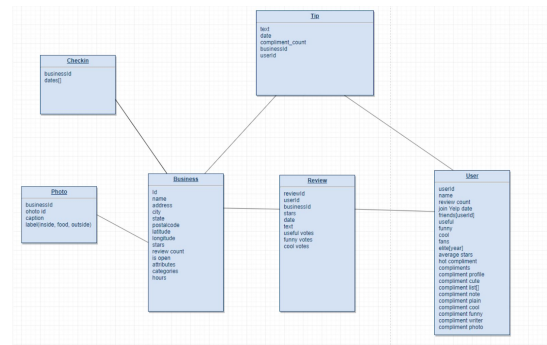 Tip
text
date
compliment_count
businessId
userid
Checkin
businessId
dates[]
Photo
businessId
photo id
caption
label(inside, food, outside)
Business
id
name
address
city
state
postalcode
latitude
longitude
stars
review count
is open
attributes
categories
hours
Review
reviewId
userId
businessId
stars
date
text
useful votes
funny votes
cool votes
User
userId
name
review count
join Yelp date
friends[userId]
useful
funny
cool
fans
elite[year]
average stars
hot compliment
compliments
compliment profile
compliment cute
compliment list[]
compliment note
compliment plain
compliment cool
compliment funny
compliment writer
compliment photo